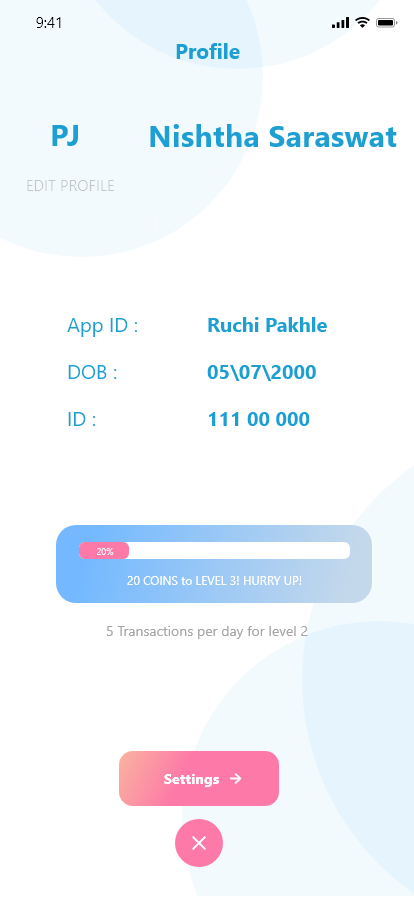 9:41
Profile
PJ
Nishtha Saraswat
EDIT PROFILE
App ID : Ruchi Pakhle
DOB : 05\07\2000
ID : 111 00 000
20%
20 COINS to LEVEL 3! HURRY UP!
5 Transactions per day for level 2
Settings →